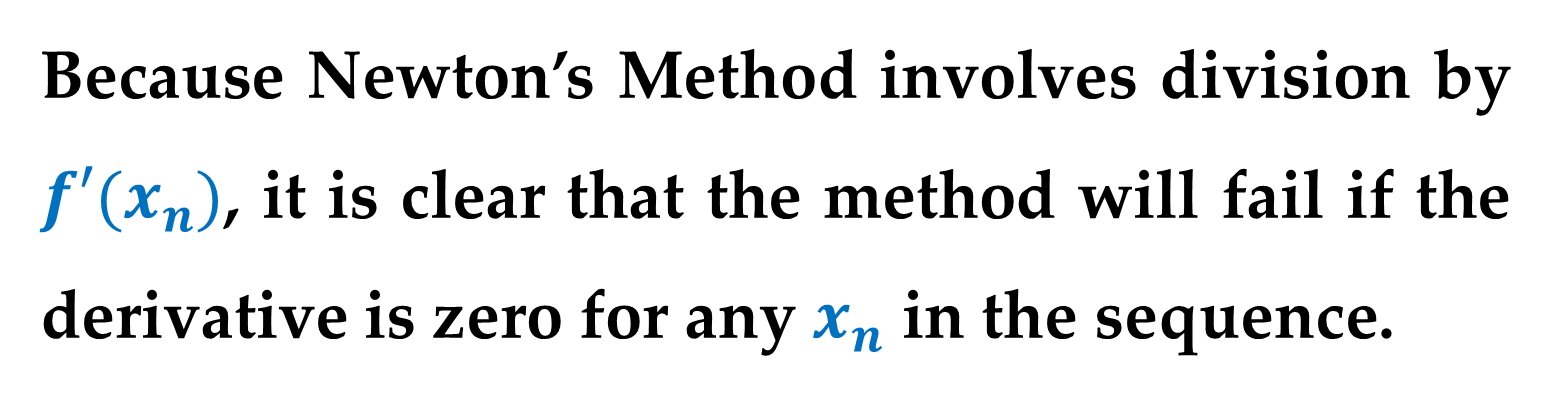 Because Newton’s Method involves division by
f′(xₙ), it is clear that the method will fail if the
derivative is zero for any xₙ in the sequence.